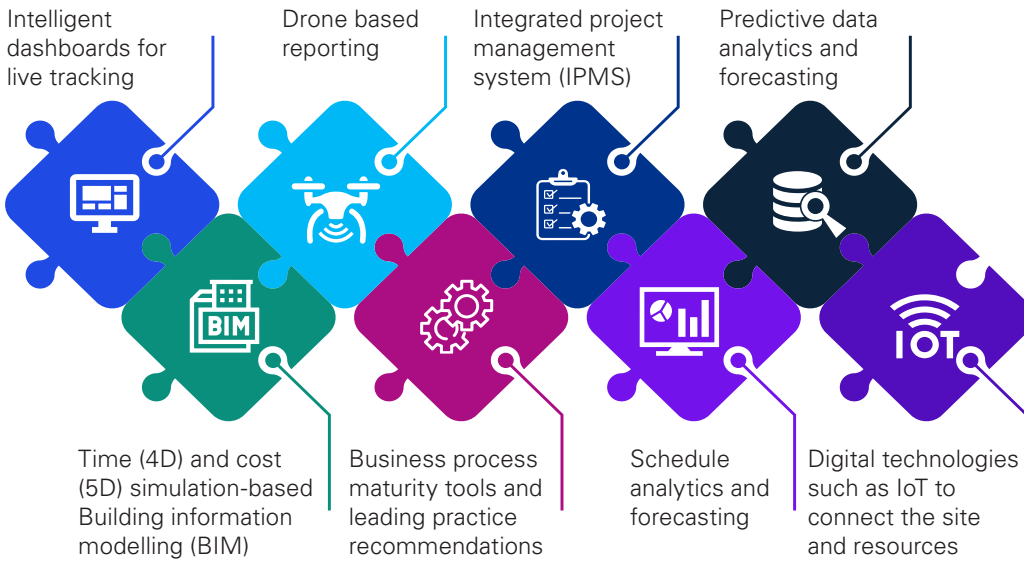 Intelligent
dashboards for
live tracking
Drone based
reporting
Integrated project
management
system (IPMS)
Predictive data
analytics and
forecasting
BIM
IOT
Time (4D) and cost
(5D) simulation-based
Building information
modelling (BIM)
Business process
maturity tools and
leading practice
recommendations
Schedule
analytics and
forecasting
Digital technologies
such as IoT to
connect the site
and resources